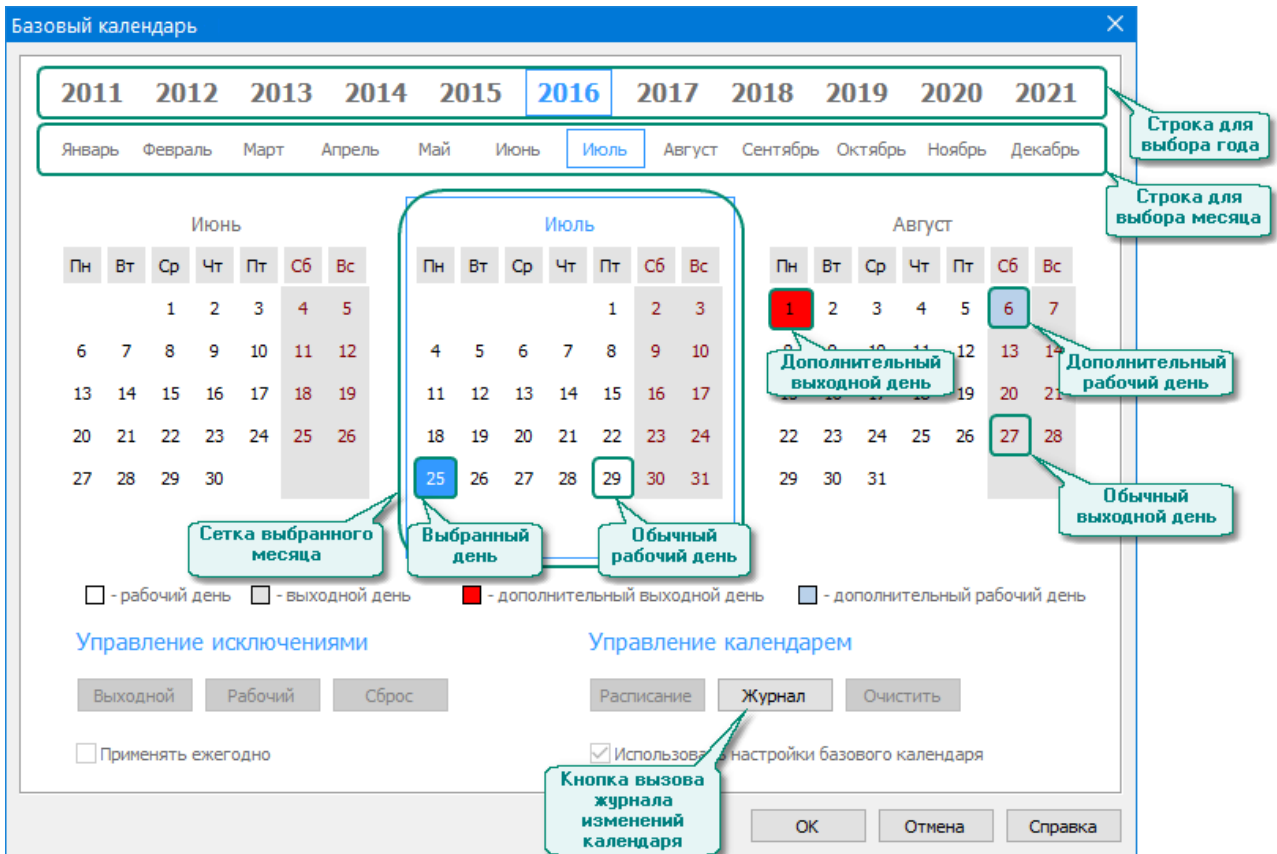 Базовый календарь
2011 2012 2013 2014 2015 2016 2017 2018 2019 2020 2021
Строка для
выбора года
Январь Февраль Март Апрель Май Июнь Июль Август Сентябрь Октябрь Ноябрь Декабрь
Строка для
выбора месяца
Июнь Июль Август
Пн Вт Ср Чт Пт Сб Вс Пн Вт Ср Чт Пт Сб Вс Пн Вт Ср Чт Пт Сб Вс
1 2 3 4 5 1 2 3 1 2 3 4 5 6 7
6 7 8 9 10 11 12 4 5 6 7 8 9 10 12 13 14
Дополнительный
выходной день
Дополнительный
рабочий день
13 14 15 16 17 18 19 11 12 13 14 15 16 17 19 20 21
20 21 22 23 24 25 26 18 19 20 21 22 23 24 22 23 24 25 26 27 28
27 28 29 30 25 26 27 28 29 30 31 29 30 31
Обычный
выходной день
Сетка выбранного
месяца
Выбранный
день
Обычный
рабочий день
- рабочий день - выходной день - дополнительный выходной день - дополнительный рабочий день
Управление исключениями Управление календарем
Выходной Рабочий Сброс Расписание Журнал Очистить
Применять ежегодно Использовать настройки базового календаря
Кнопка вызова
журнала
изменений
календаря
ОК Отмена Справка